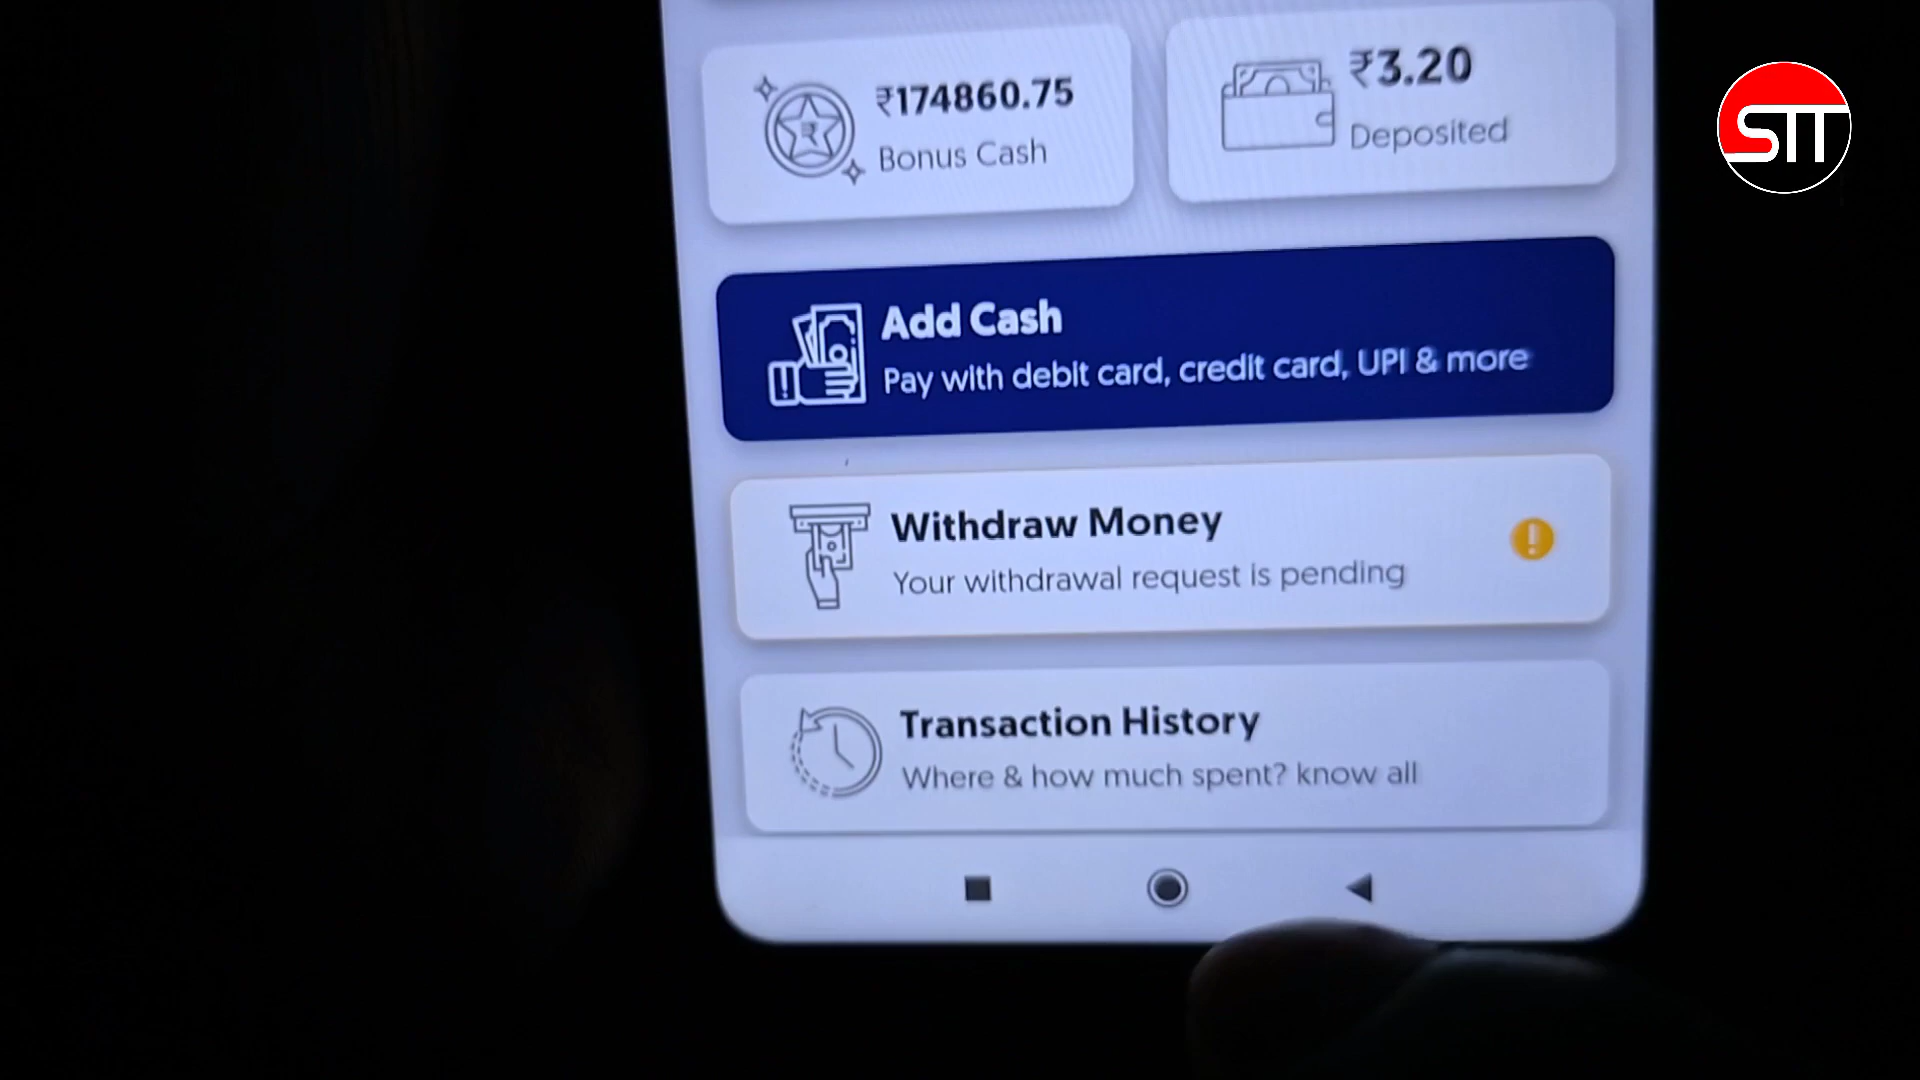 ₹174860.75
Bonus Cash
₹3.20
Deposited
Add Cash
Pay with debit card, credit card, UPI & more
Withdraw Money
Your withdrawal request is pending
Transaction History
Where & how much spent? know all
STT